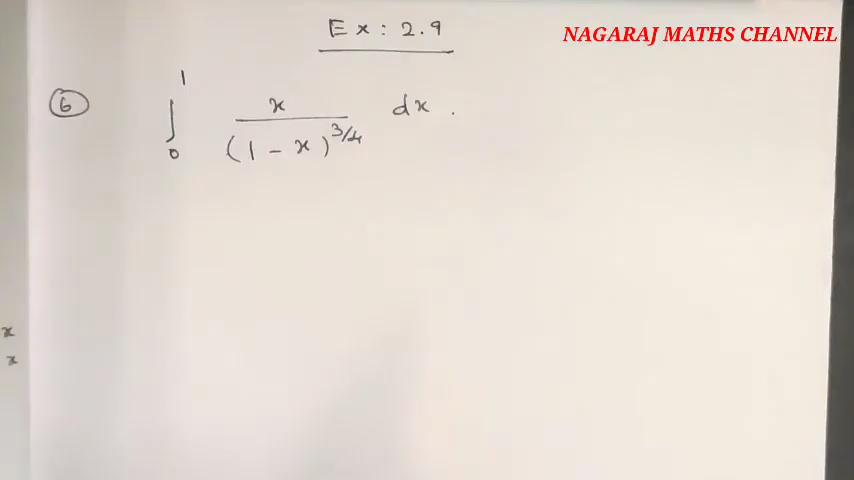 Ex: 2.9
NAGARAJ MATHS CHANNEL
6
∫₀¹ x / (1 - x)^3/4 dx .
x
x